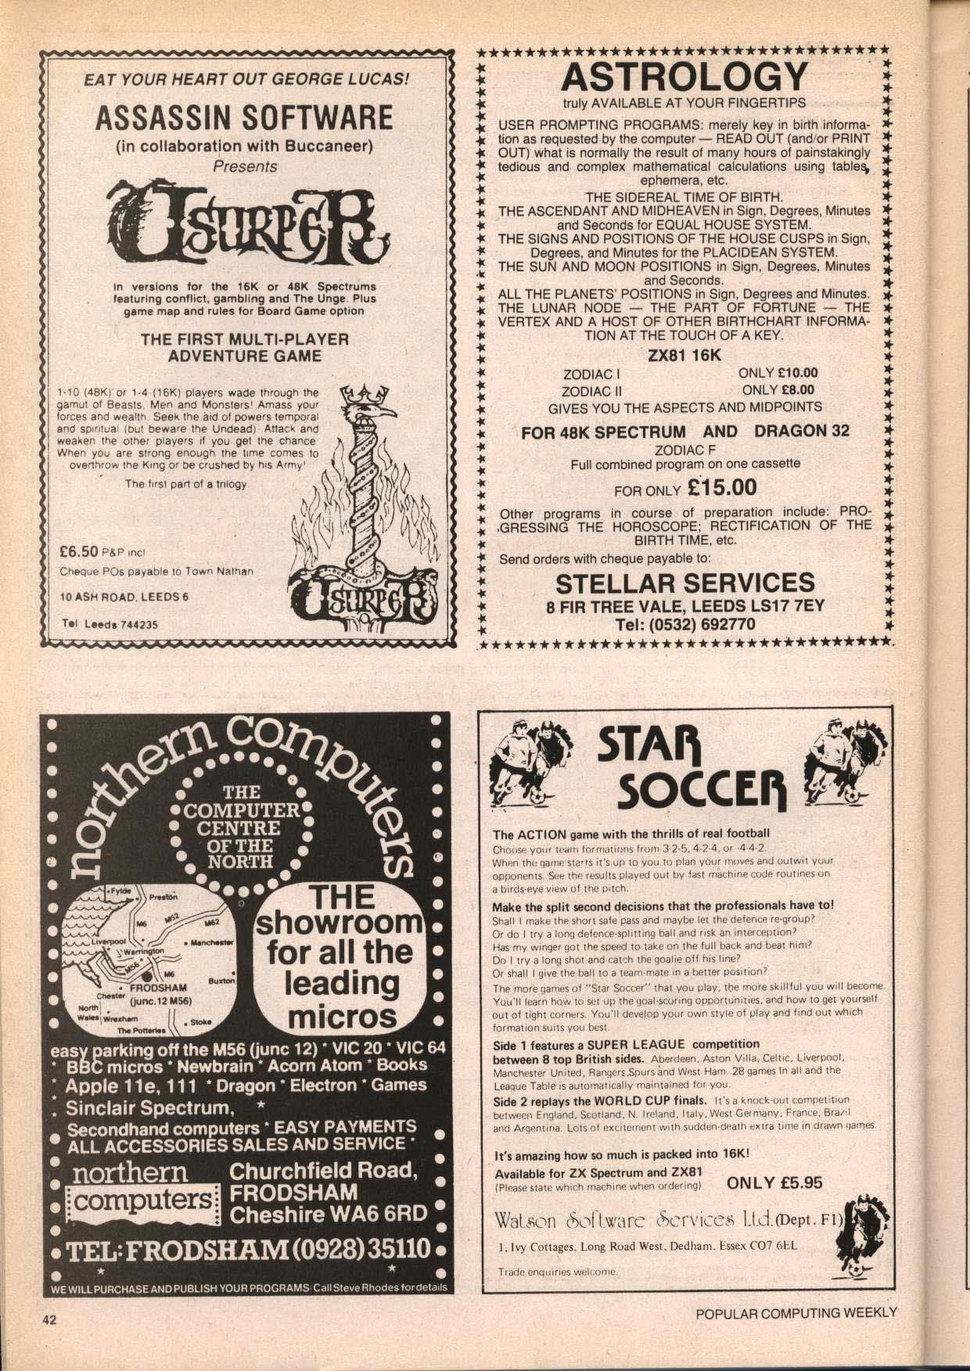 EAT YOUR HEART OUT GEORGE LUCAS!
ASSASSIN SOFTWARE
(in collaboration with Buccaneer)
Presents
USURPER
In versions for the 16K or 48K Spectrums
featuring conflict, gambling and The Unge. Plus
game map and rules for Board Game option
THE FIRST MULTI-PLAYER
ADVENTURE GAME
1-10 (48K) or 1-4 (16K) players wade through the
gamut of Beasts, Men and Monsters! Amass your
forces and wealth. Seek the aid of powers temporal
and spiritual (but beware the Undead). Attack and
weaken the other players if you get the chance
When you are strong enough the time comes to
overthrow the King or be crushed by his Army!
The first part of a trilogy
£6.50 P&P incl
Cheque POs payable to Town Nathan
10 ASH ROAD, LEEDS 6
Tel Leeds 744235
USURPER
ASTROLOGY
truly AVAILABLE AT YOUR FINGERTIPS
USER PROMPTING PROGRAMS: merely key in birth informa-
tion as requested by the computer — READ OUT (and/or PRINT
OUT) what is normally the result of many hours of painstakingly
tedious and complex mathematical calculations using tables,
ephemera, etc.
THE SIDEREAL TIME OF BIRTH.
THE ASCENDANT AND MIDHEAVEN in Sign, Degrees, Minutes
and Seconds for EQUAL HOUSE SYSTEM.
THE SIGNS AND POSITIONS OF THE HOUSE CUSPS in Sign,
Degrees, and Minutes for the PLACIDEAN SYSTEM.
THE SUN AND MOON POSITIONS in Sign, Degrees, Minutes
and Seconds.
ALL THE PLANETS' POSITIONS in Sign, Degrees and Minutes.
THE LUNAR NODE — THE PART OF FORTUNE — THE
VERTEX AND A HOST OF OTHER BIRTHCHART INFORMA-
TION AT THE TOUCH OF A KEY.
ZX81 16K
ZODIAC I ONLY £10.00
ZODIAC II ONLY £8.00
GIVES YOU THE ASPECTS AND MIDPOINTS
FOR 48K SPECTRUM AND DRAGON 32
ZODIAC F
Full combined program on one cassette
FOR ONLY £15.00
Other programs in course of preparation include: PRO-
GRESSING THE HOROSCOPE; RECTIFICATION OF THE
BIRTH TIME, etc.
Send orders with cheque payable to:
STELLAR SERVICES
8 FIR TREE VALE, LEEDS LS17 7EY
Tel: (0532) 692770
northern computers
THE
COMPUTER
CENTRE
OF THE
NORTH
Fylde
Preston
M6
M52
M62
Liverpool
Manchester
Warrington
M56
M6
FRODSHAM
Buxton
Chester
(junc.12 M56)
North
Wales
Wrexham
Stoke
The Potteries
THE
showroom
for all the
leading
micros
easy parking off the M56 (junc 12) * VIC 20 * VIC 64
* BBC micros * Newbrain * Acorn Atom * Books
Apple 11e, 111 * Dragon * Electron * Games
Sinclair Spectrum, *
Secondhand computers * EASY PAYMENTS
ALL ACCESSORIES SALES AND SERVICE *
northern
computers
Churchfield Road,
FRODSHAM
Cheshire WA6 6RD
TEL: FRODSHAM (0928) 35110
WE WILL PURCHASE AND PUBLISH YOUR PROGRAMS Call Steve Rhodes for details
STAR
SOCCER
The ACTION game with the thrills of real football
Choose your team formations from 3-2-5, 4-2-4, or -4-4-2.
When the game starts it's up to you to plan your moves and outwit your
opponents. See the results played out by fast machine code routines on
a birds-eye view of the pitch.
Make the split second decisions that the professionals have to!
Shall I make the short safe pass and maybe let the defence re-group?
Or do I try a long defence-splitting ball and risk an interception?
Has my winger got the speed to take on the full back and beat him?
Do I try a long shot and catch the goalie off his line?
Or shall I give the ball to a team-mate in a better position?
The more games of "Star Soccer" that you play, the more skillful you will become.
You'll learn how to set up the goal-scoring opportunities, and how to get yourself
out of tight corners. You'll develop your own style of play and find out which
formation suits you best.
Side 1 features a SUPER LEAGUE competition
between 8 top British sides. Aberdeen, Aston Villa, Celtic, Liverpool,
Manchester United, Rangers,Spurs and West Ham. 28 games in all and the
League Table is automatically maintained for you.
Side 2 replays the WORLD CUP finals. It's a knock-out competition
between England, Scotland, N. Ireland, Italy, West Germany, France, Brazil
and Argentina. Lots of excitement with sudden-death extra time in drawn games.
It's amazing how so much is packed into 16K!
Available for ZX Spectrum and ZX81
(Please state which machine when ordering) ONLY £5.95
Watson Software Services Ltd.(Dept. F1)
1, Ivy Cottages, Long Road West, Dedham, Essex CO7 6EL
Trade enquiries welcome.
42
POPULAR COMPUTING WEEKLY